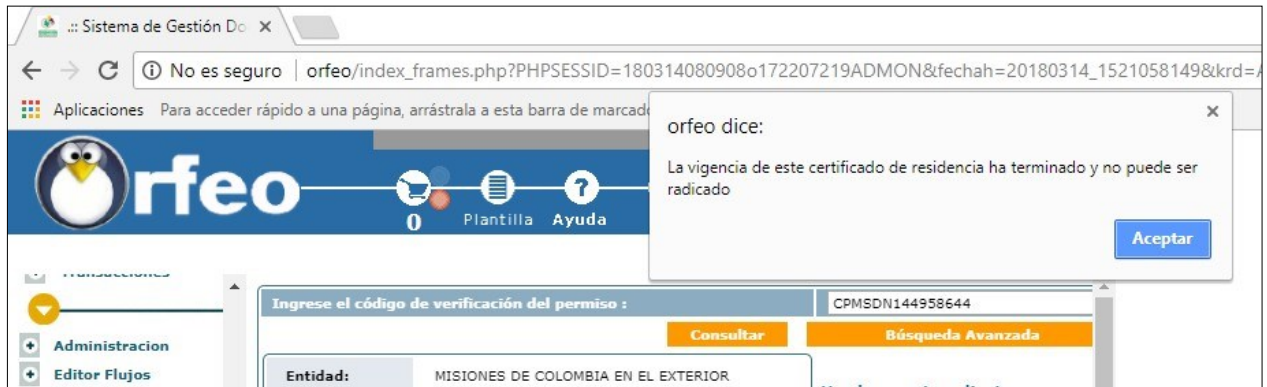 .:: Sistema de Gestión Do
No es seguro | orfeo/index_frames.php?PHPSESSID=180314080908o172207219ADMON&fechah=20180314_1521058149&krd=
Aplicaciones Para acceder rápido a una página, arrástrala a esta barra de
orfeo dice:
La vigencia de este certificado de residencia ha terminado y no puede ser
radicado
Aceptar
Orfeo
0 Plantilla Ayuda
Ingrese el código de verificación del permiso : CPMSDN144958644
Consultar Búsqueda Avanzada
Administracion
Editor Flujos
Entidad: MISIONES DE COLOMBIA EN EL EXTERIOR